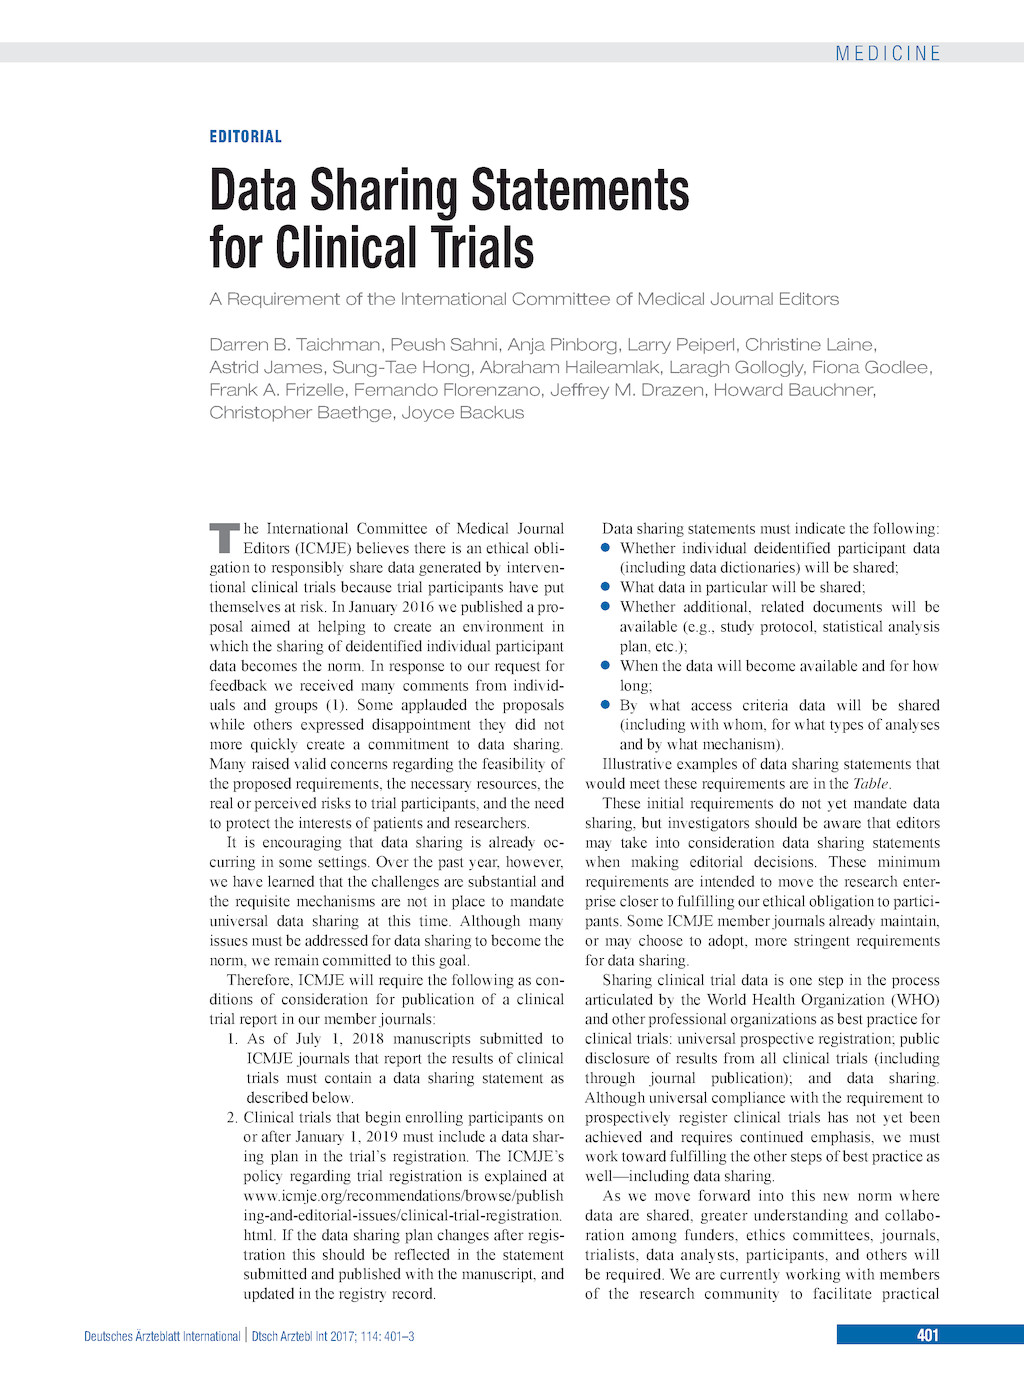 MEDICINE
EDITORIAL
Data Sharing Statements
for Clinical Trials
A Requirement of the International Committee of Medical Journal Editors
Darren B. Taichman, Peush Sahni, Anja Pinborg, Larry Peiperl, Christine Laine,
Astrid James, Sung-Tae Hong, Abraham Haileamlak, Laragh Gollogly, Fiona Godlee,
Frank A. Frizelle, Fernando Florenzano, Jeffrey M. Drazen, Howard Bauchner,
Christopher Baethge, Joyce Backus
The International Committee of Medical Journal
Editors (ICMJE) believes there is an ethical obli-
gation to responsibly share data generated by interven-
tional clinical trials because trial participants have put
themselves at risk. In January 2016 we published a pro-
posal aimed at helping to create an environment in
which the sharing of deidentified individual participant
data becomes the norm. In response to our request for
feedback we received many comments from individ-
uals and groups (1). Some applauded the proposals
while others expressed disappointment they did not
more quickly create a commitment to data sharing.
Many raised valid concerns regarding the feasibility of
the proposed requirements, the necessary resources, the
real or perceived risks to trial participants, and the need
to protect the interests of patients and researchers.
It is encouraging that data sharing is already oc-
curring in some settings. Over the past year, however,
we have learned that the challenges are substantial and
the requisite mechanisms are not in place to mandate
universal data sharing at this time. Although many
issues must be addressed for data sharing to become the
norm, we remain committed to this goal.
Therefore, ICMJE will require the following as con-
ditions of consideration for publication of a clinical
trial report in our member journals:
1. As of July 1, 2018 manuscripts submitted to
ICMJE journals that report the results of clinical
trials must contain a data sharing statement as
described below.
2. Clinical trials that begin enrolling participants on
or after January 1, 2019 must include a data shar-
ing plan in the trial's registration. The ICMJE's
policy regarding trial registration is explained at
www.icmje.org/recommendations/browse/publish
ing-and-editorial-issues/clinical-trial-registration.
html. If the data sharing plan changes after regis-
tration this should be reflected in the statement
submitted and published with the manuscript, and
updated in the registry record.
Data sharing statements must indicate the following:
● Whether individual deidentified participant data
(including data dictionaries) will be shared;
● What data in particular will be shared;
● Whether additional, related documents will be
available (e.g., study protocol, statistical analysis
plan, etc.);
● When the data will become available and for how
long;
● By what access criteria data will be shared
(including with whom, for what types of analyses
and by what mechanism).
Illustrative examples of data sharing statements that
would meet these requirements are in the Table.
These initial requirements do not yet mandate data
sharing, but investigators should be aware that editors
may take into consideration data sharing statements
when making editorial decisions. These minimum
requirements are intended to move the research enter-
prise closer to fulfilling our ethical obligation to partici-
pants. Some ICMJE member journals already maintain,
or may choose to adopt, more stringent requirements
for data sharing.
Sharing clinical trial data is one step in the process
articulated by the World Health Organization (WHO)
and other professional organizations as best practice for
clinical trials: universal prospective registration; public
disclosure of results from all clinical trials (including
through journal publication); and data sharing.
Although universal compliance with the requirement to
prospectively register clinical trials has not yet been
achieved and requires continued emphasis, we must
work toward fulfilling the other steps of best practice as
well—including data sharing.
As we move forward into this new norm where
data are shared, greater understanding and collabo-
ration among funders, ethics committees, journals,
trialists, data analysts, participants, and others will
be required. We are currently working with members
of the research community to facilitate practical
Deutsches Ärzteblatt International | Dtsch Arztebl Int 2017; 114: 401–3
401